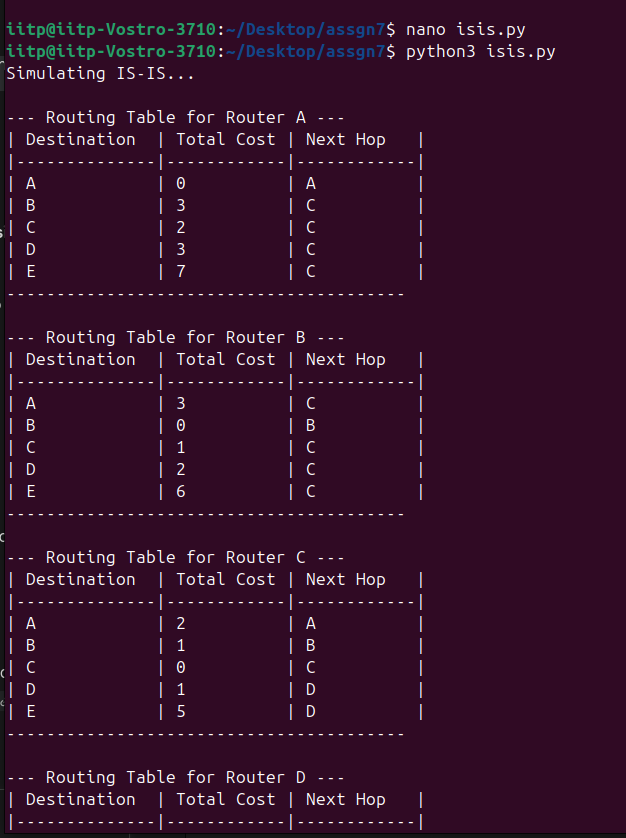 iitp@iitp-Vostro-3710:~/Desktop/assgn7$ nano isis.py
iitp@iitp-Vostro-3710:~/Desktop/assgn7$ python3 isis.py
Simulating IS-IS...

--- Routing Table for Router A ---
| Destination  | Total Cost | Next Hop   |
|--------------|------------|------------|
| A            | 0          | A          |
| B            | 3          | C          |
| C            | 2          | C          |
| D            | 3          | C          |
| E            | 7          | C          |
----------------------------------------

--- Routing Table for Router B ---
| Destination  | Total Cost | Next Hop   |
|--------------|------------|------------|
| A            | 3          | C          |
| B            | 0          | B          |
| C            | 1          | C          |
| D            | 2          | C          |
| E            | 6          | C          |
----------------------------------------

--- Routing Table for Router C ---
| Destination  | Total Cost | Next Hop   |
|--------------|------------|------------|
| A            | 2          | A          |
| B            | 1          | B          |
| C            | 0          | C          |
| D            | 1          | D          |
| E            | 5          | D          |
----------------------------------------

--- Routing Table for Router D ---
| Destination  | Total Cost | Next Hop   |
|--------------|------------|------------|